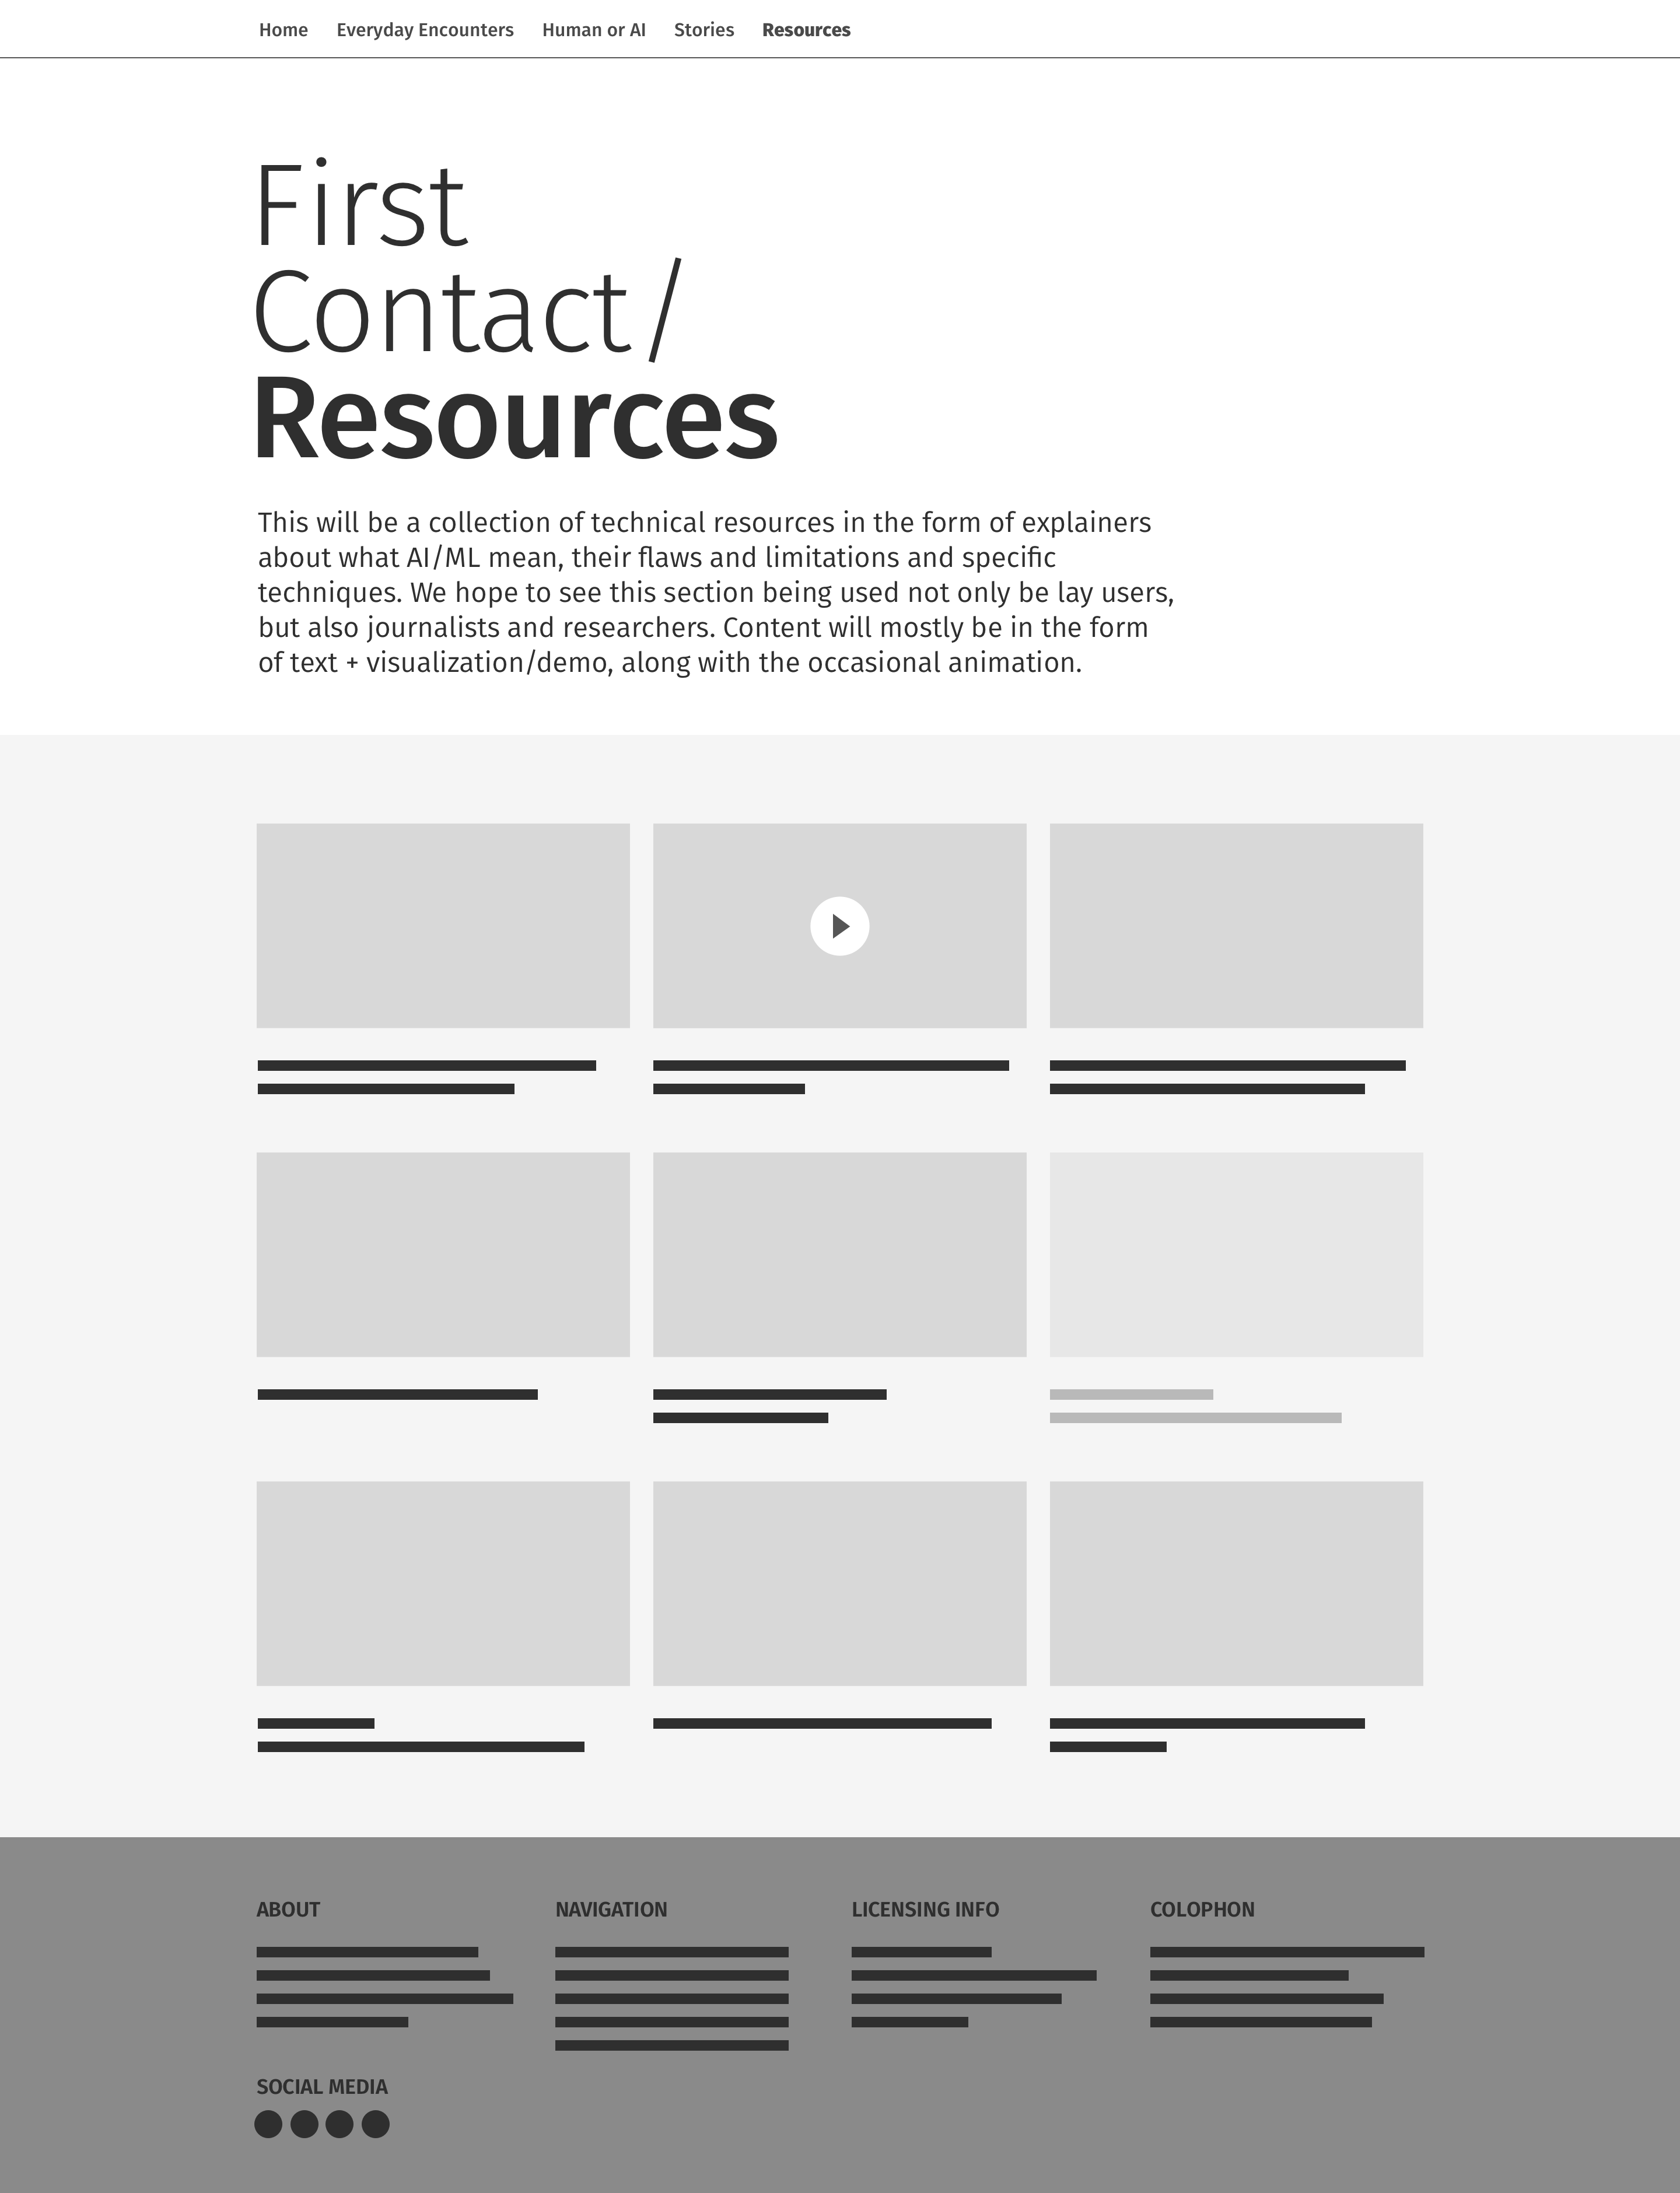 Home Everyday Encounters Human or AI Stories Resources
First
Contact/
Resources
This will be a collection of technical resources in the form of explainers
about what AI/ML mean, their flaws and limitations and specific
techniques. We hope to see this section being used not only be lay users,
but also journalists and researchers. Content will mostly be in the form
of text + visualization/demo, along with the occasional animation.
ABOUT NAVIGATION LICENSING INFO COLOPHON
SOCIAL MEDIA